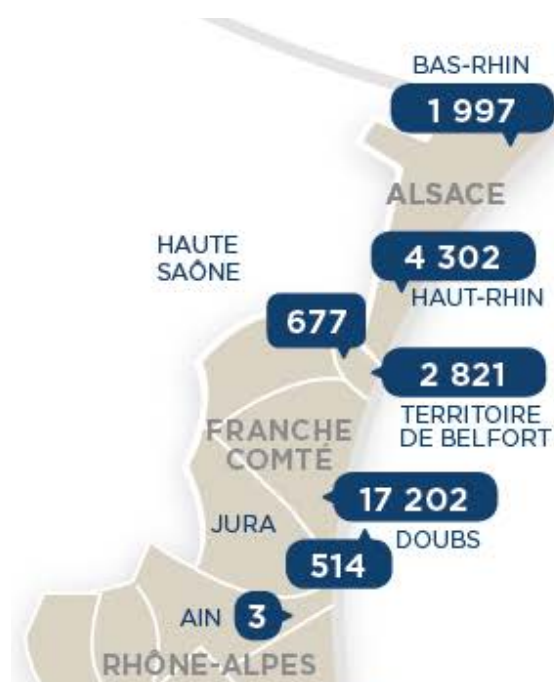 BAS-RHIN
1 997
ALSACE
HAUTE
SAÔNE
4 302
HAUT-RHIN
677
2 821
TERRITOIRE
DE BELFORT
FRANCHE
COMTÉ
17 202
DOUBS
JURA
514
AIN 3
RHÔNE-ALPES